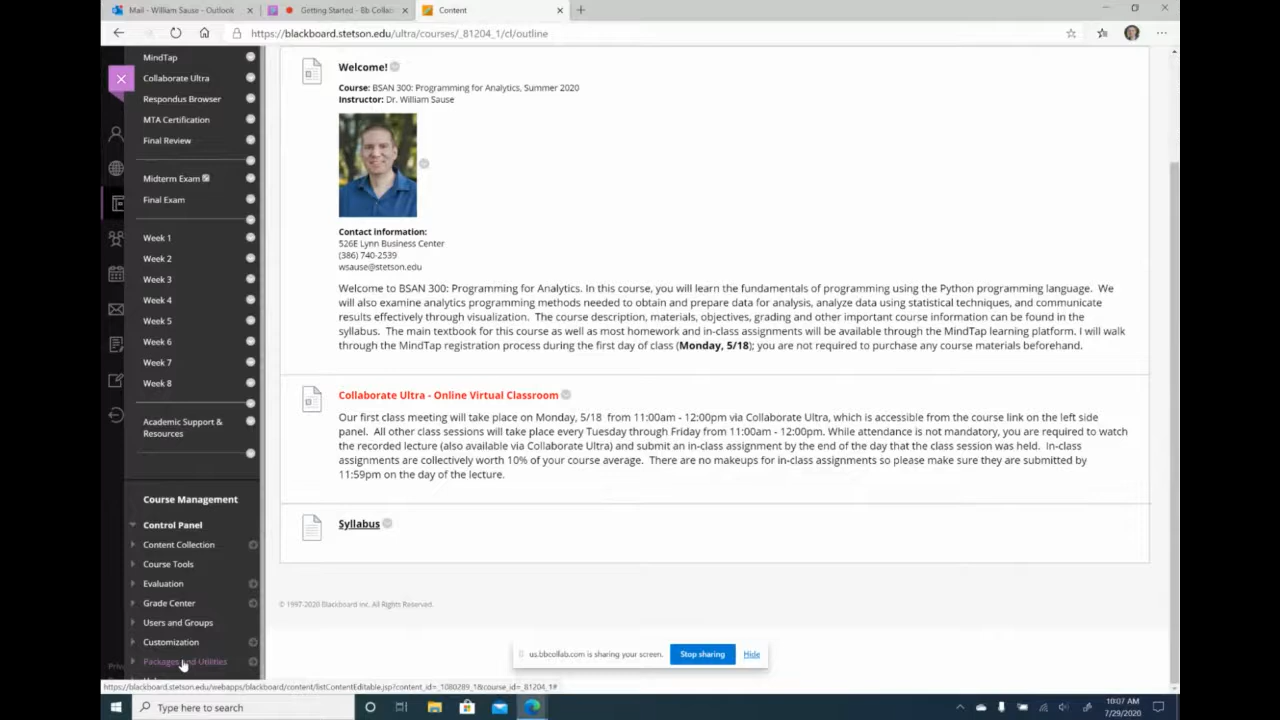 Mail - William Sause - Outlook
Getting Started - Bb Collab
Content
https://blackboard.stetson.edu/ultra/courses/_81204_1/cl/outline
MindTap
Collaborate Ultra
Respondus Browser
MTA Certification
Final Review
Midterm Exam
Final Exam
Week 1
Week 2
Week 3
Week 4
Week 5
Week 6
Week 7
Week 8
Academic Support &
Resources
Course Management
Control Panel
Content Collection
Course Tools
Evaluation
Grade Center
Users and Groups
Customization
Packages and Utilities
Welcome!
Course: BSAN 300: Programming for Analytics, Summer 2020
Instructor: Dr. William Sause
Contact information:
526E Lynn Business Center
(386) 740-2539
wsause@stetson.edu
Welcome to BSAN 300: Programming for Analytics. In this course, you will learn the fundamentals of programming using the Python programming language. We
will also examine analytics programming methods needed to obtain and prepare data for analysis, analyze data using statistical techniques, and communicate
results effectively through visualization. The course description, materials, objectives, grading and other important course information can be found in the
syllabus. The main textbook for this course as well as most homework and in-class assignments will be available through the MindTap learning platform. I will walk
through the MindTap registration process during the first day of class (Monday, 5/18); you are not required to purchase any course materials beforehand.
Collaborate Ultra - Online Virtual Classroom
Our first class meeting will take place on Monday, 5/18 from 11:00am - 12:00pm via Collaborate Ultra, which is accessible from the course link on the left side
panel. All other class sessions will take place every Tuesday through Friday from 11:00am - 12:00pm. While attendance is not mandatory, you are required to watch
the recorded lecture (also available via Collaborate Ultra) and submit an in-class assignment by the end of the day that the class session was held. In-class
assignments are collectively worth 10% of your course average. There are no makeups for in-class assignments so please make sure they are submitted by
11:59pm on the day of the lecture.
Syllabus
© 1997-2020 Blackboard Inc. All Rights Reserved.
us.bbcollab.com is sharing your screen.
Stop sharing
Hide
Priv
https://blackboard.stetson.edu/webapps/blackboard/content/listContentEditable.jsp?content_id=_1080289_1&course_id=_81204_1#
Type here to search
10:07 AM
7/29/2020